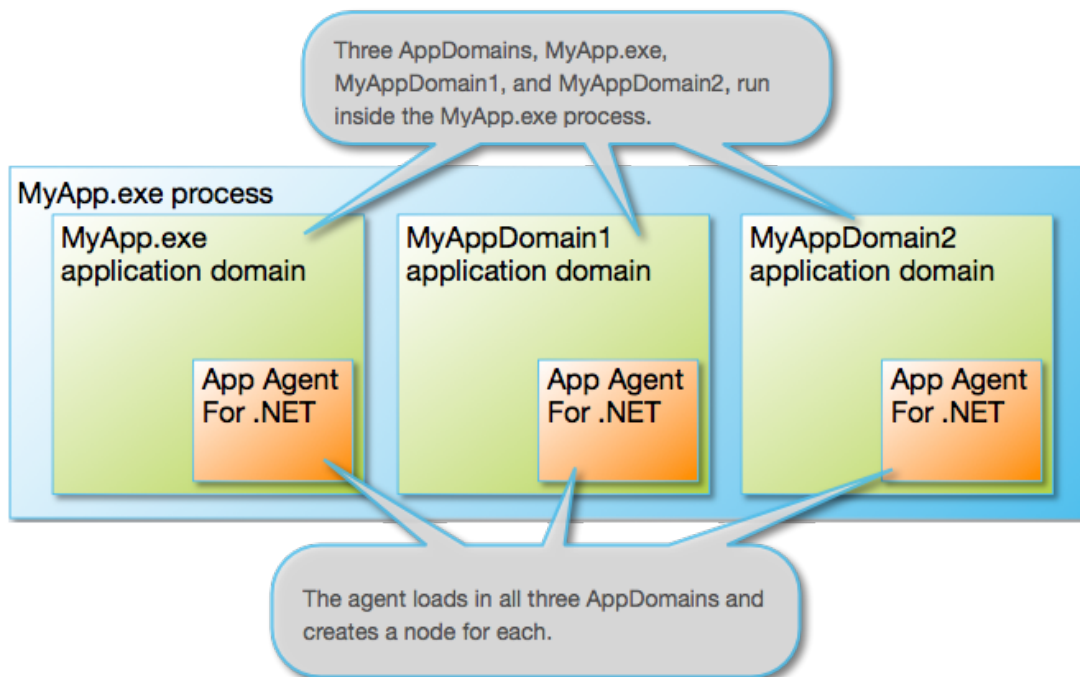 Three AppDomains, MyApp.exe,
MyAppDomain1, and MyAppDomain2, run
inside the MyApp.exe process.
MyApp.exe process
MyApp.exe
application domain
MyAppDomain1
application domain
MyAppDomain2
application domain
App Agent
For .NET
App Agent
For .NET
App Agent
For .NET
The agent loads in all three AppDomains and
creates a node for each.